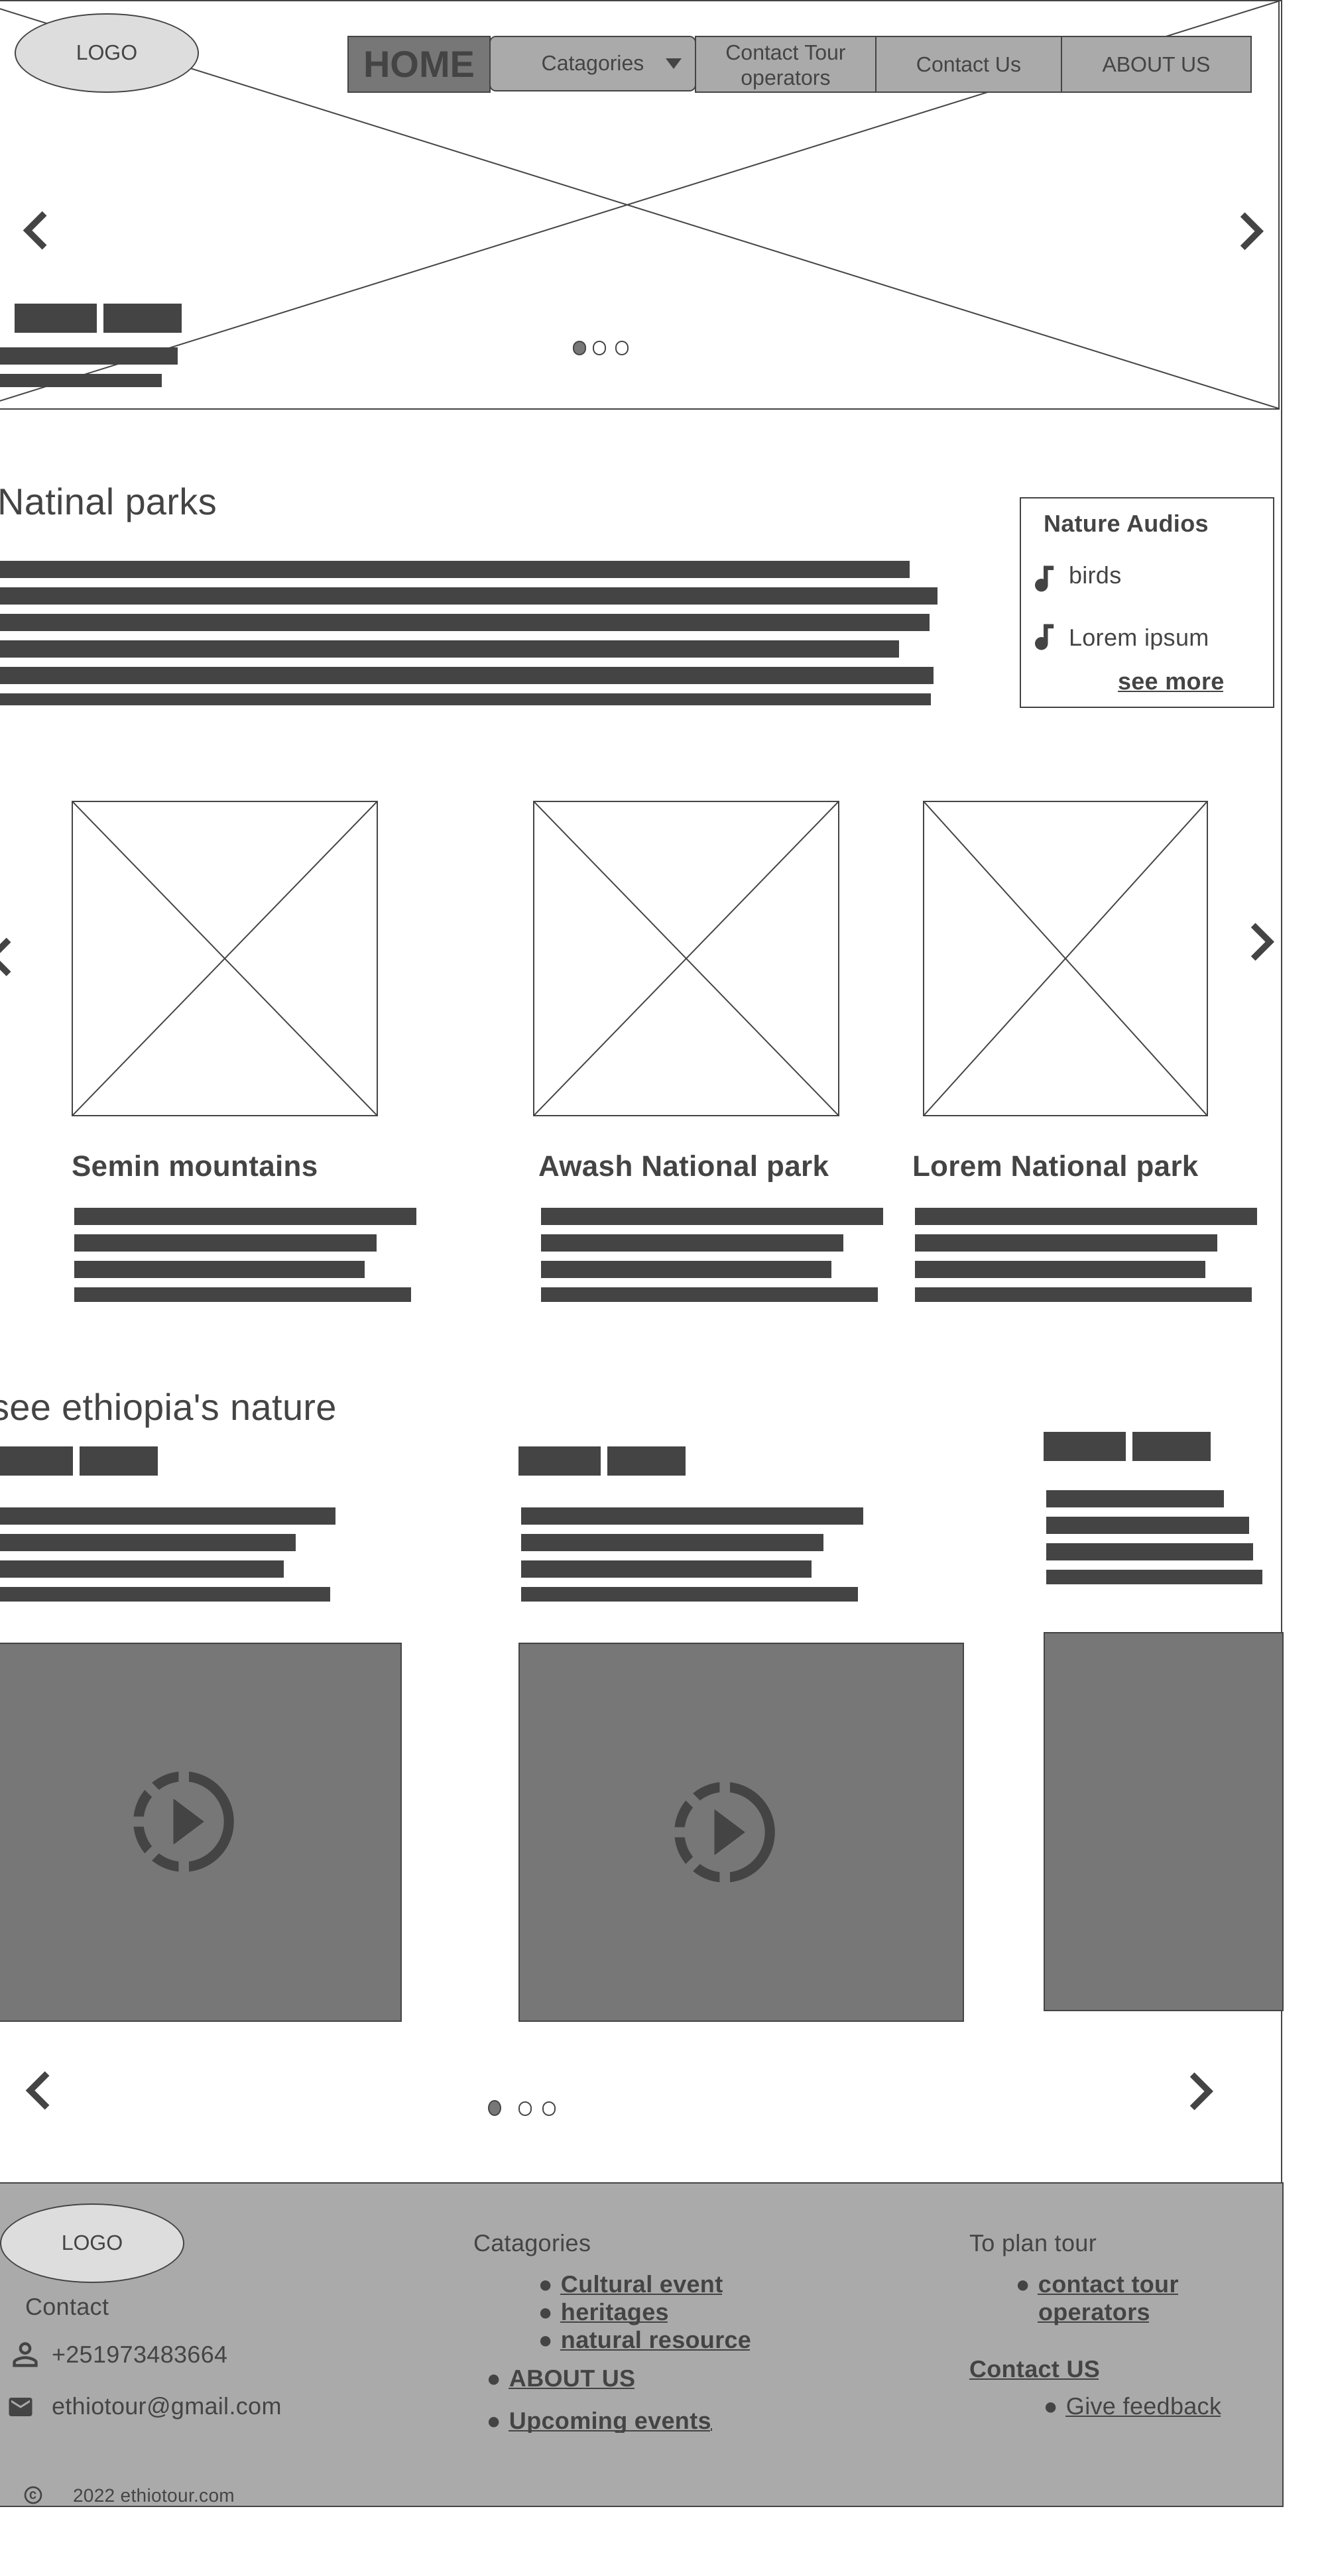 LOGO
HOME
Catagories
Contact Tour
operators
Contact Us
ABOUT US
Natinal parks
Nature Audios
birds
Lorem ipsum
see more
Semin mountains
Awash National park
Lorem National park
see ethiopia's nature
LOGO
Contact
+251973483664
ethiotour@gmail.com
© 2022 ethiotour.com
Catagories
Cultural event
heritages
natural resource
ABOUT US
Upcoming events
To plan tour
contact tour
operators
Contact US
Give feedback